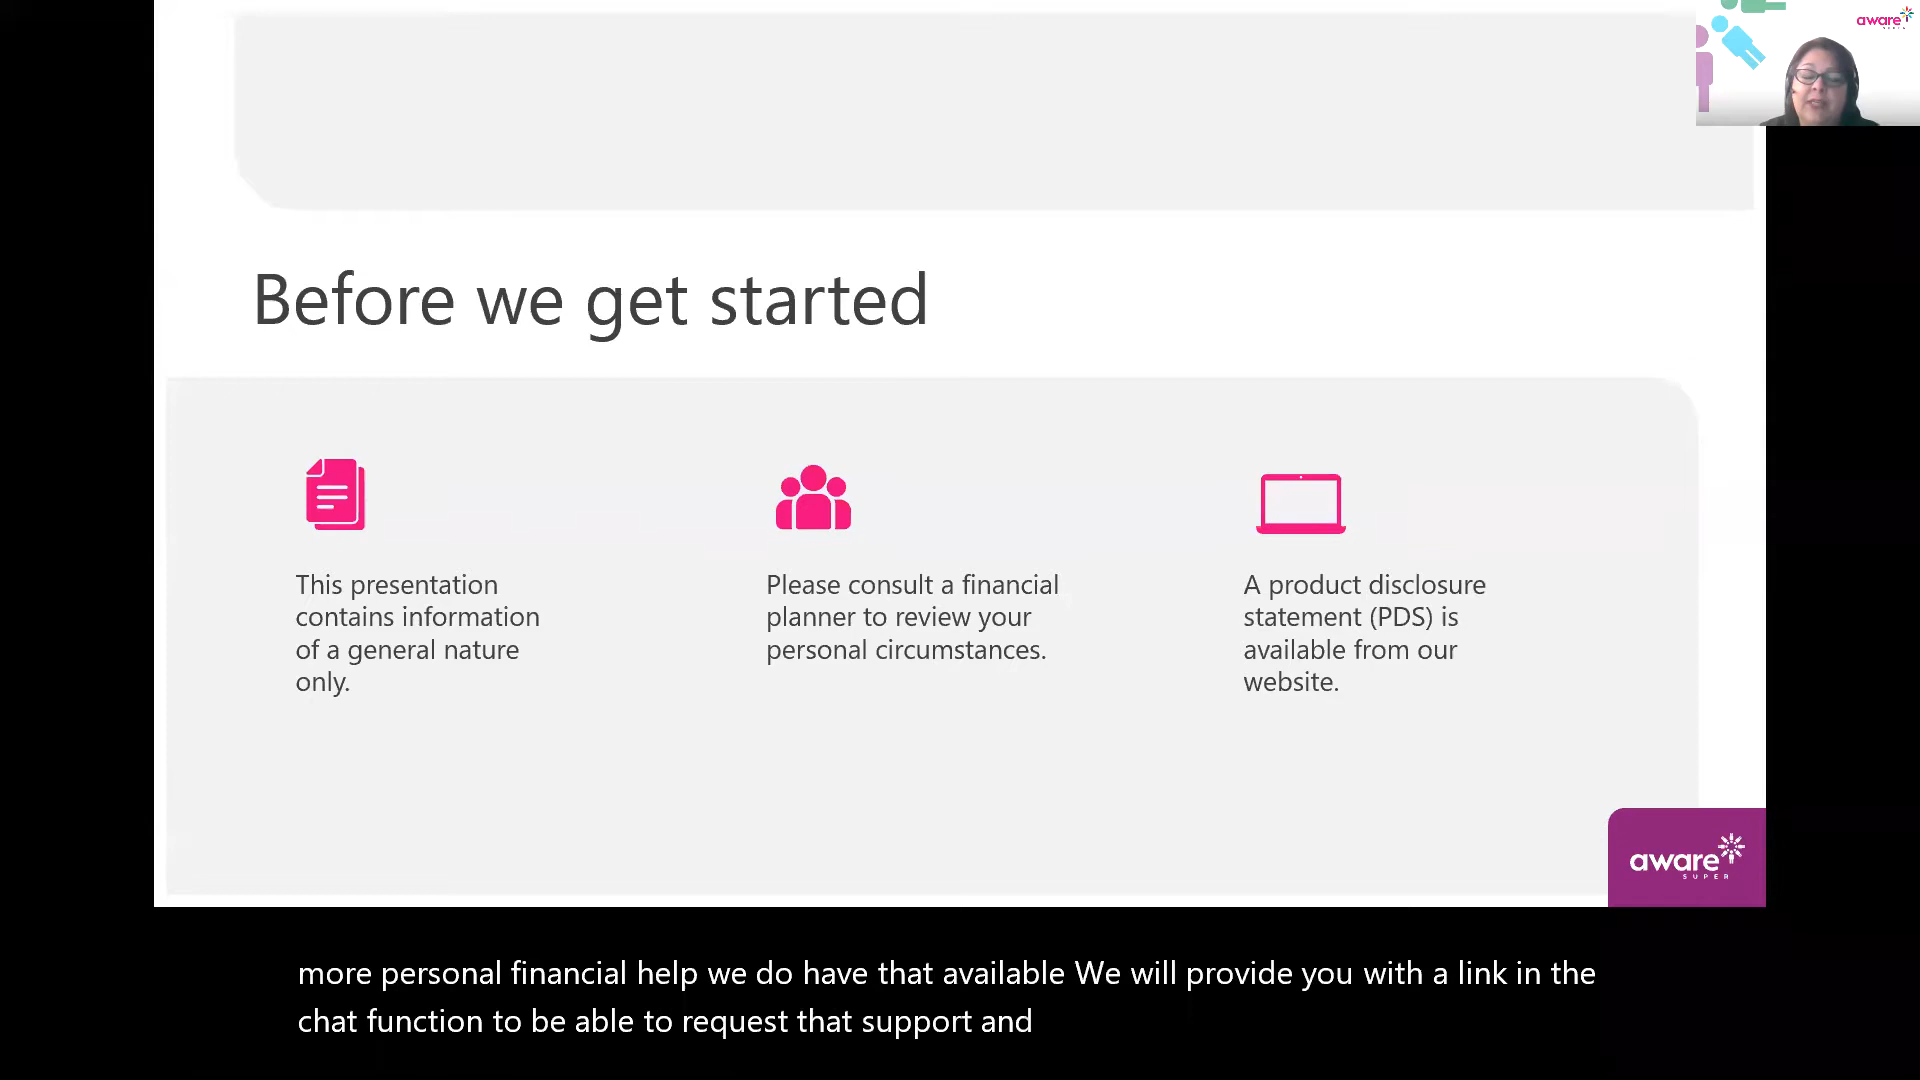 aware
Before we get started
This presentation
contains information
of a general nature
only.
Please consult a financial
planner to review your
personal circumstances.
A product disclosure
statement (PDS) is
available from our
website.
aware
SUPER
more personal financial help we do have that available We will provide you with a link in the
chat function to be able to request that support and